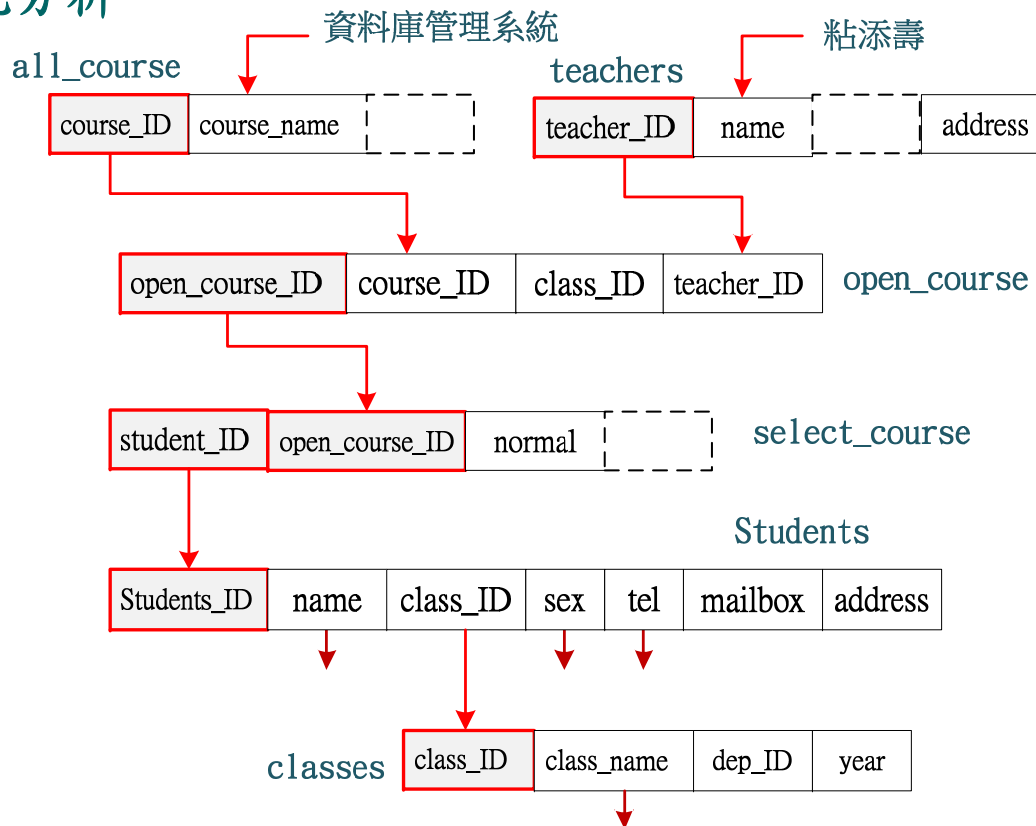 分析
資料庫管理系統
粘添壽
all_course
teachers
course_ID course_name
teacher_ID name address
open_course_ID course_ID class_ID teacher_ID
open_course
student_ID open_course_ID normal
select_course
Students
Students_ID name class_ID sex tel mailbox address
classes
class_ID class_name dep_ID year